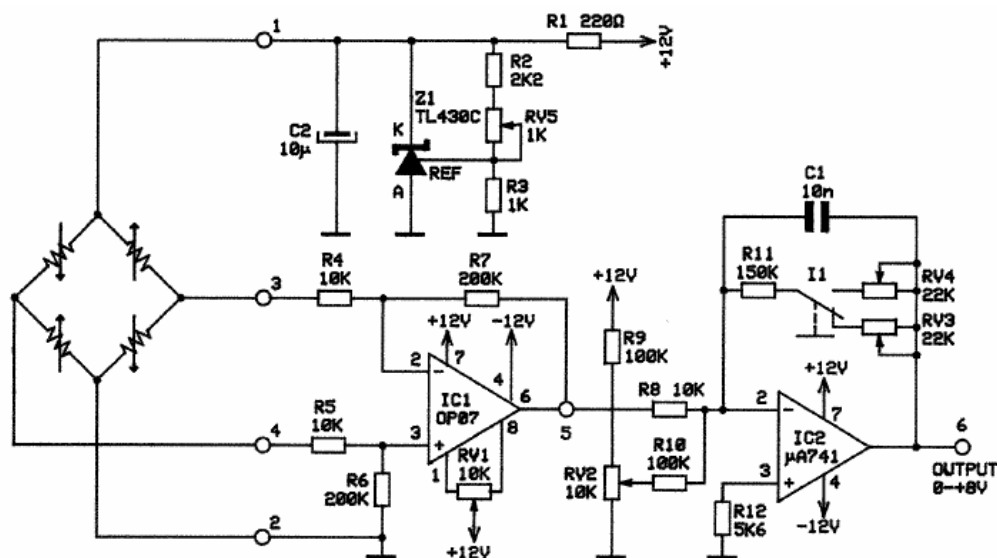 1
R1 220Ω
+12V
R2
2K2
Z1
TL430C
RV5
1K
C2
10µ
K
REF
A
R3
1K
C1
10n
3
R4
10K
R7
200K
R11
150K
I1
RV4
22K
RV3
22K
+12V
+12V
-12V
7
4
R9
100K
2
-
IC1
OP07
6
8
5
R8 10K
2
-
+12V
7
IC2
µA741
6
OUTPUT
0-+8V
4
R5
10K
3
+
1
RV1
10K
R10
100K
RV2
10K
3
+
4
R6
200K
R12
5K6
-12V
2
+12V